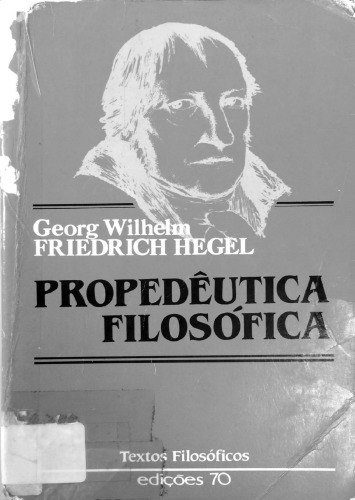 Georg Wilhelm
FRIEDRICH HEGEL
PROPEDÊUTICA
FILOSÓFICA
Textos Filosóficos
edições 70